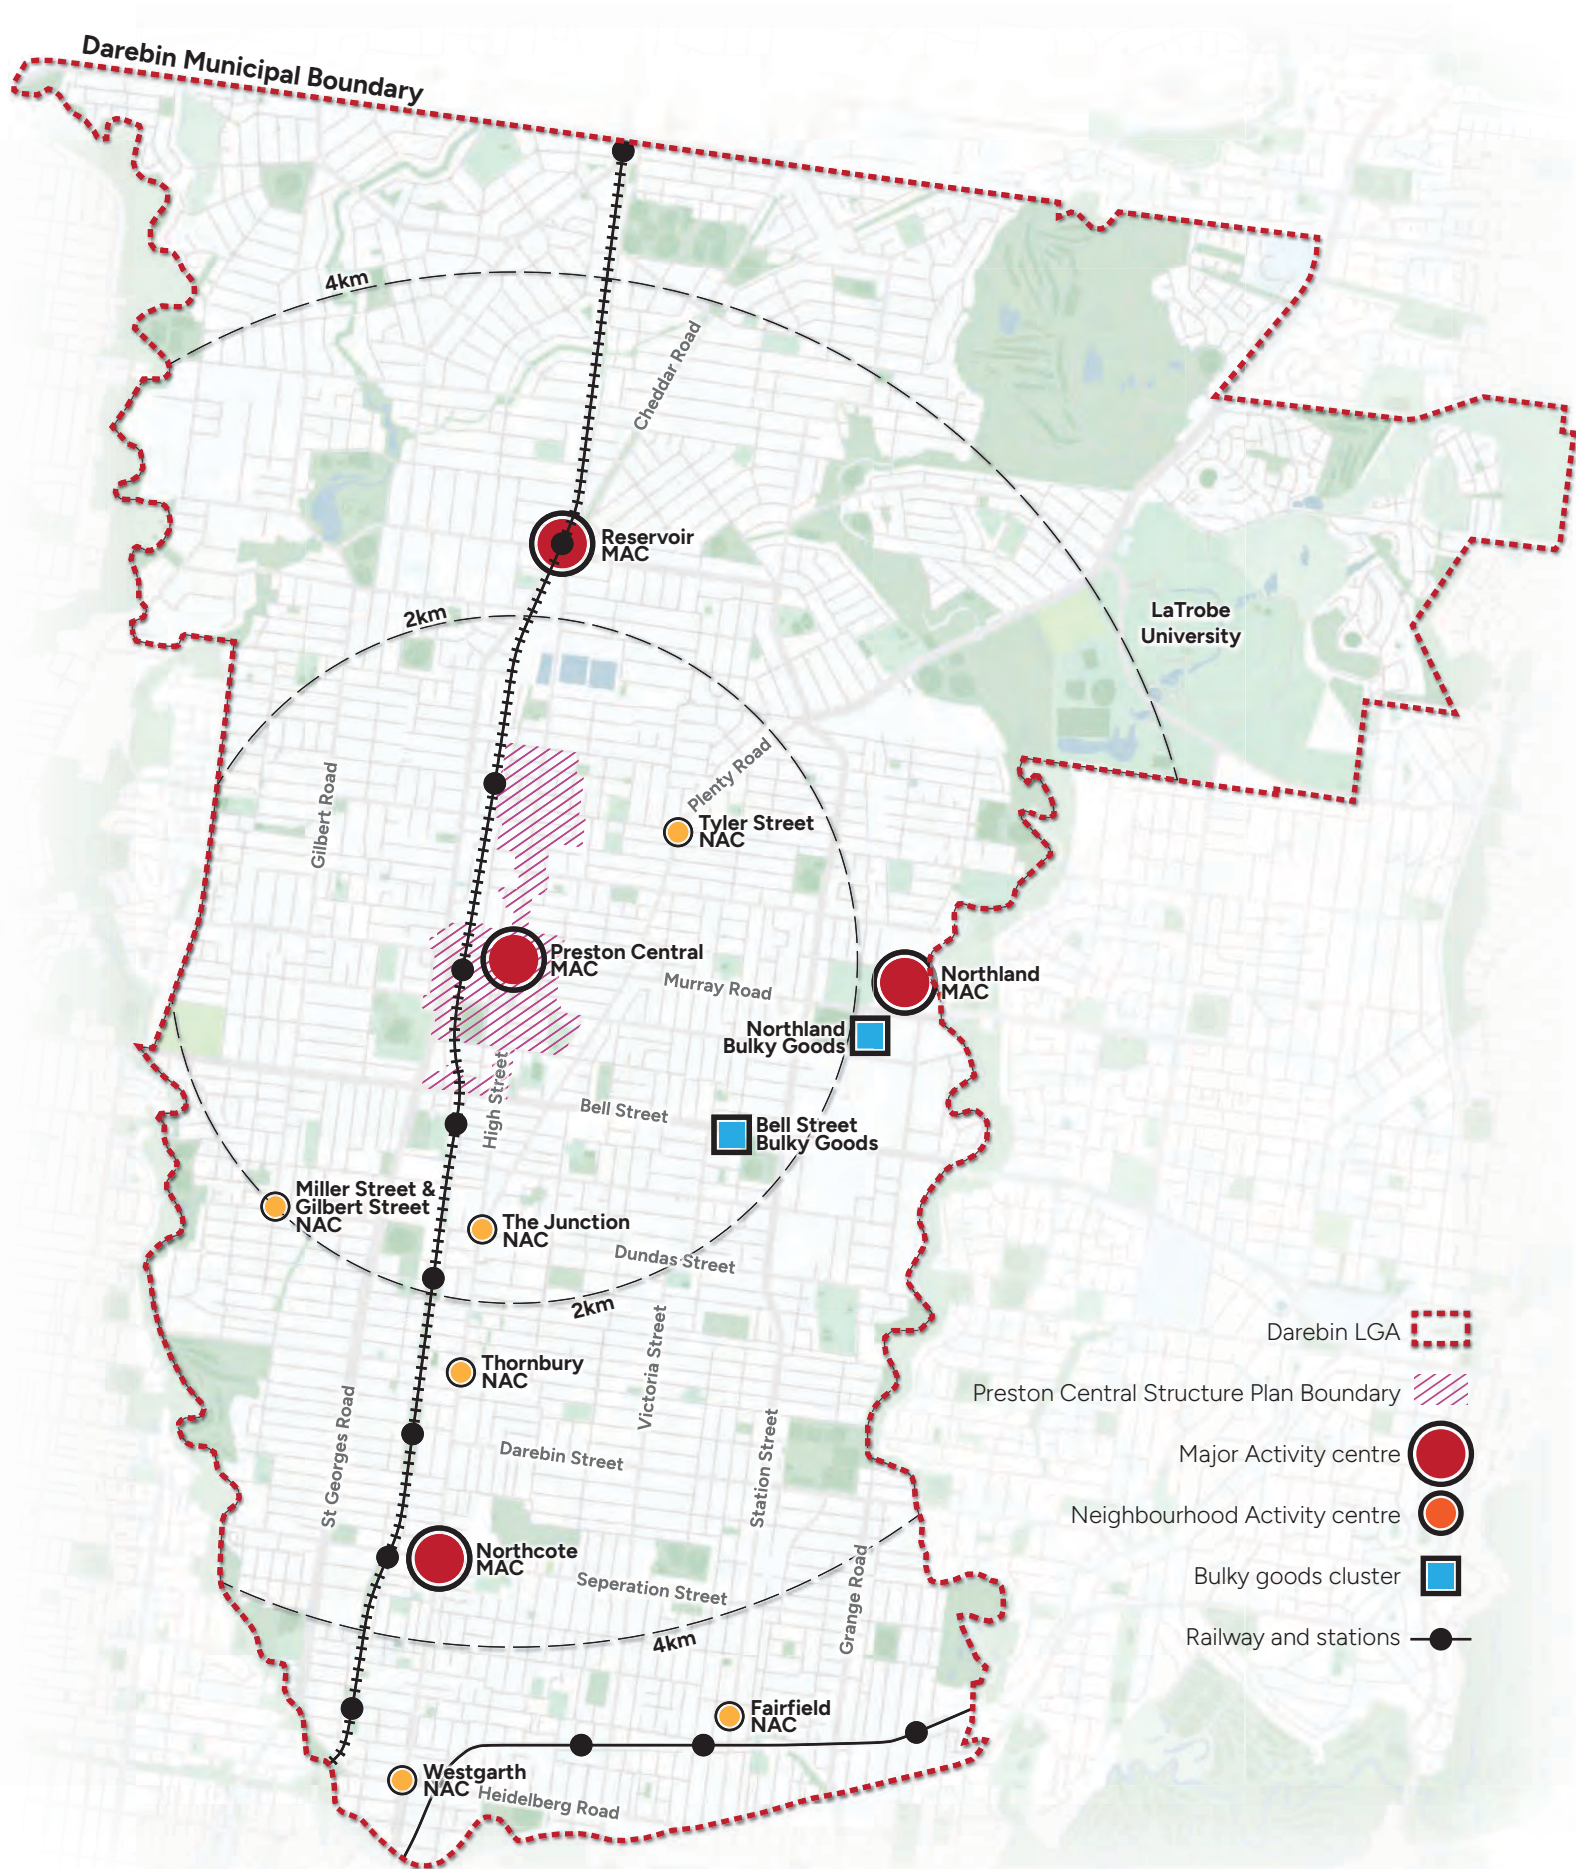 Darebin Municipal Boundary
4km
Cheddar Road
Reservoir
MAC
2km
LaTrobe
University
Gilbert Road
Plenty Road
Tyler Street
NAC
Preston Central
MAC
Murray Road
Northland
MAC
Northland
Bulky Goods
High Street
Bell Street
Bell Street
Bulky Goods
Miller Street &
Gilbert Street
NAC
The Junction
NAC
Dundas Street
2km
Victoria Street
Thornbury
NAC
St Georges Road
Darebin Street
Station Street
Northcote
MAC
Seperation Street
Grange Road
4km
Fairfield
NAC
Westgarth
NAC
Heidelberg Road
Darebin LGA
Preston Central Structure Plan Boundary
Major Activity centre
Neighbourhood Activity centre
Bulky goods cluster
Railway and stations